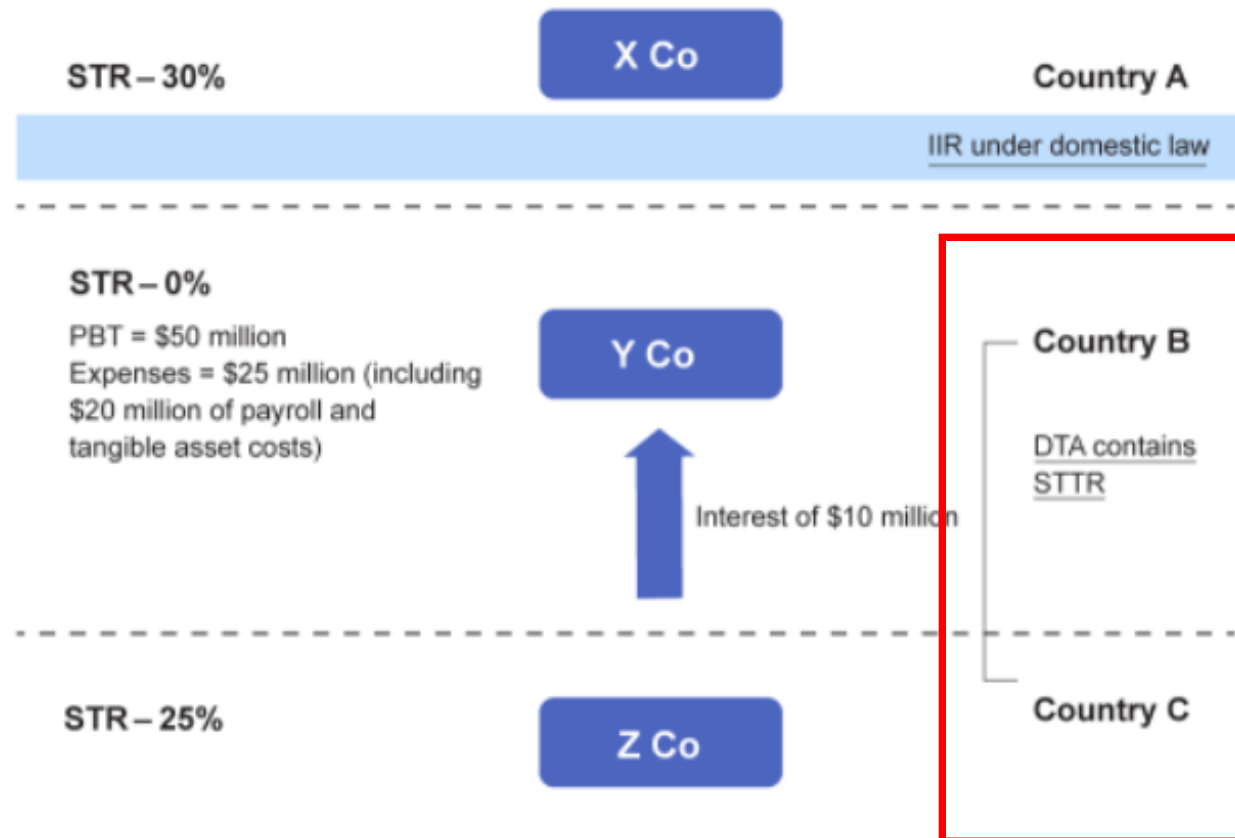 X Co
STR – 30%
Country A
IIR under domestic law
STR – 0%
PBT = $50 million
Expenses = $25 million (including
$20 million of payroll and
tangible asset costs)
Y Co
Country B
DTA contains
STTR
Interest of $10 million
STR – 25%
Z Co
Country C